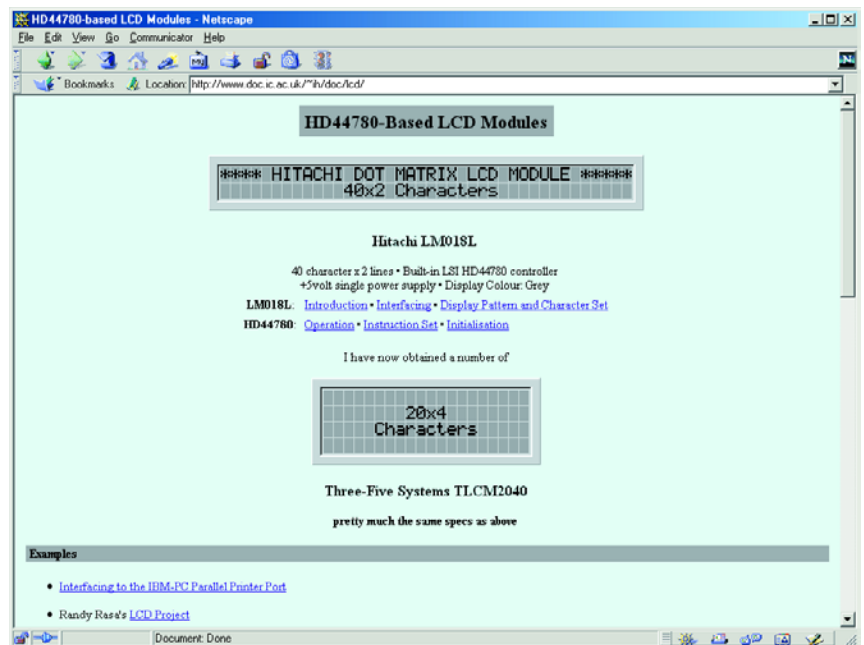 HD44780-based LCD Modules - Netscape
File Edit View Go Communicator Help
Bookmarks Location: http://www.doc.ic.ac.uk/~ih/doc/lcd/
HD44780-Based LCD Modules
**** HITACHI DOT MATRIX LCD MODULE *****
40x2 Characters
Hitachi LM018L
40 character x 2 lines • Built-in LSI HD44780 controller
+5volt single power supply • Display Colour: Grey
LM018L: Introduction • Interfacing • Display Pattern and Character Set
HD44780: Operation • Instruction Set • Initialisation
I have now obtained a number of
20x4
Characters
Three-Five Systems TLCM2040
pretty much the same specs as above
Examples
• Interfacing to the IBM-PC Parallel Printer Port
• Randy Rasa's LCD Project
Document: Done